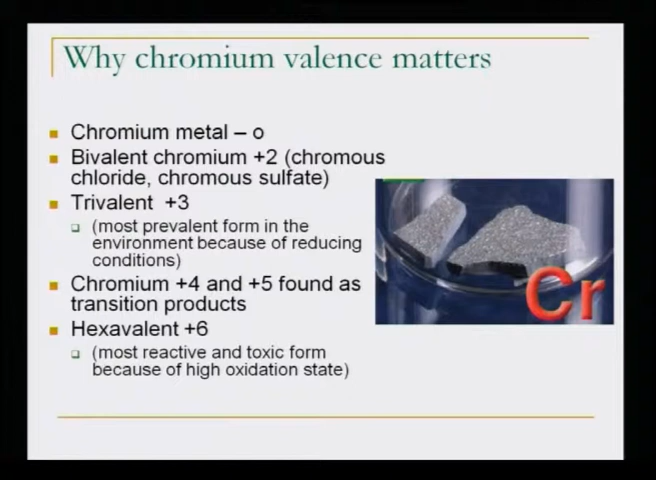 Why chromium valence matters
Chromium metal – o
Bivalent chromium +2 (chromous
chloride, chromous sulfate)
Trivalent +3
(most prevalent form in the
environment because of reducing
conditions)
Chromium +4 and +5 found as
transition products
Hexavalent +6
(most reactive and toxic form
because of high oxidation state)
Cr